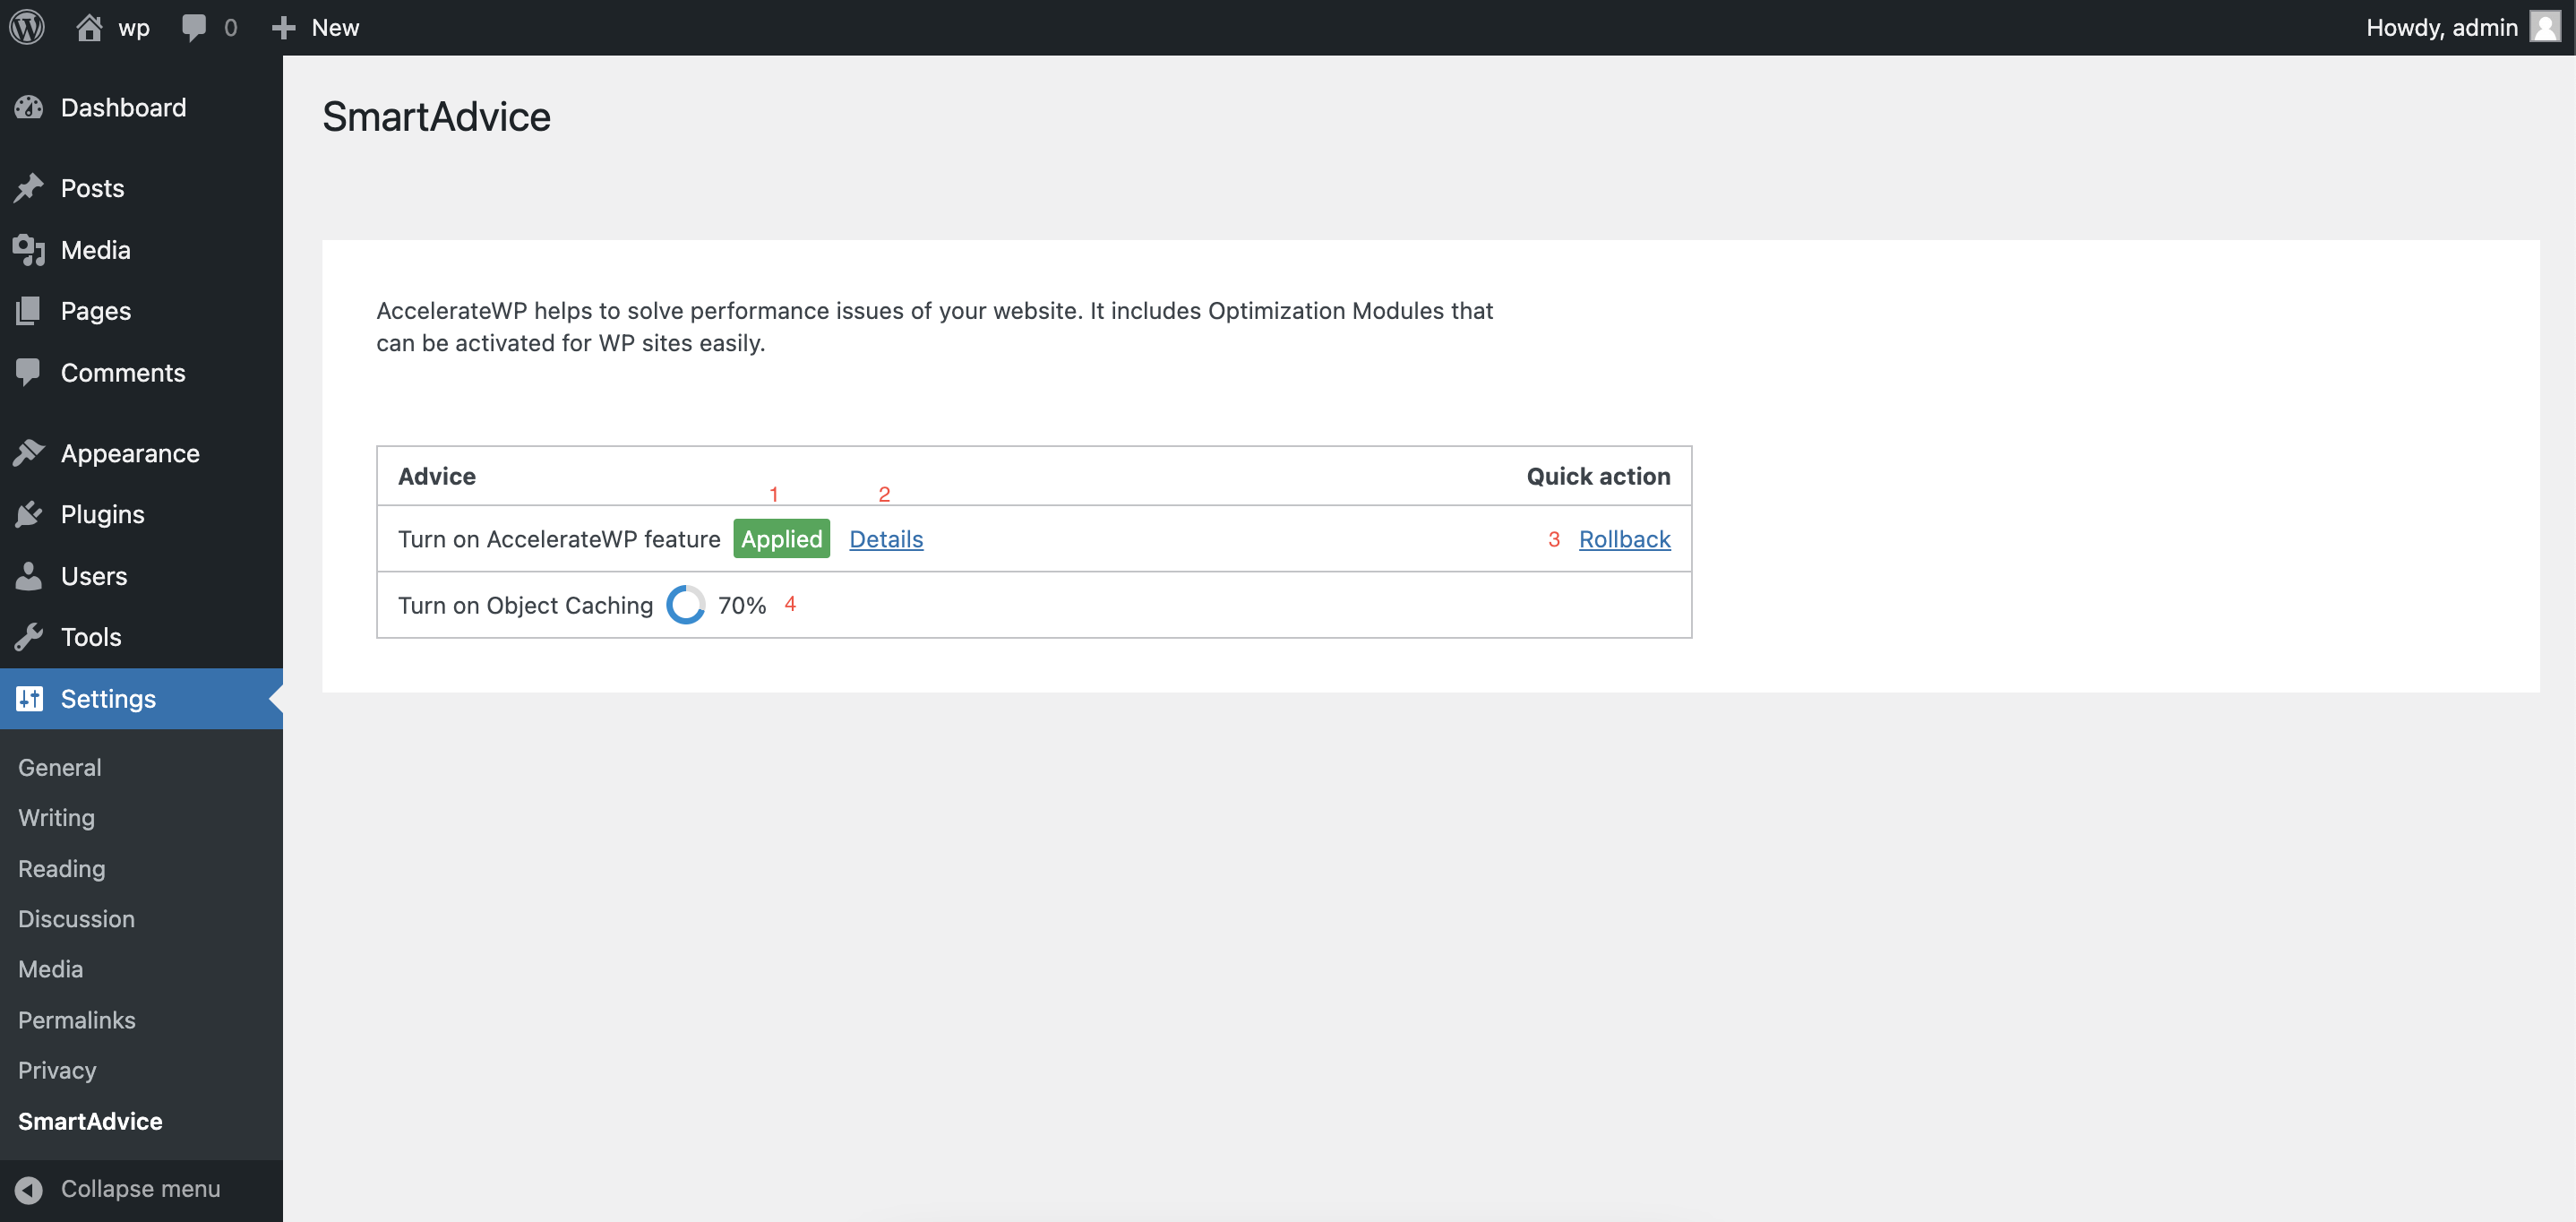 wp
0
New
Howdy, admin
Dashboard
Posts
Media
Pages
Comments
Appearance
Plugins
Users
Tools
Settings
General
Writing
Reading
Discussion
Media
Permalinks
Privacy
SmartAdvice
Collapse menu
SmartAdvice
AccelerateWP helps to solve performance issues of your website. It includes Optimization Modules that
can be activated for WP sites easily.
Advice Quick action
1 2
Turn on AccelerateWP feature Applied Details 3 Rollback
Turn on Object Caching 70% 4